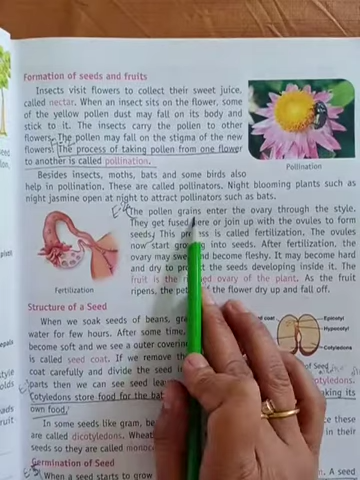 Formation of seeds and fruits
Insects visit flowers to collect their sweet juice,
called nectar. When an insect sits on the flower, some
of the yellow pollen dust may fall on its body and
stick to it. The insects carry the pollen to other
flowers. The pollen may fall on the stigma of the new
flowers. The process of taking pollen from one flower
to another is called pollination.
Pollination
Besides insects, moths, bats and some birds also
help in pollination. These are called pollinators. Night blooming plants such as
night jasmine open at night to attract pollinators such as bats.
The pollen grains enter the ovary through the style.
They get fused here or join up with the ovules to form
seeds. This process is called fertilization. The ovules
now start into seeds. After fertilization, the
ovary may and become fleshy. It may become hard
and dry to the seeds developing inside it. The
fruit is the ovary of the plant. As the fruit
ripens, the of the flower dry up and fall off.
Fertilization
Structure of a Seed
When we soak seeds of beans,
water for few hours. After some time,
become soft and we see a outer
is called seed coat. If we remove
coat carefully and divide the seed
parts then we can see seed
Cotyledons store food for the
own food.
Epicotyl
Hypocotyl
Cotyledons
of Seed
cotyledons.
making its
In some seeds like gram, be these
are called dicotyledons. Wheat in their
seeds so they are called
Germination of Seed
When a seed starts to grow A seed